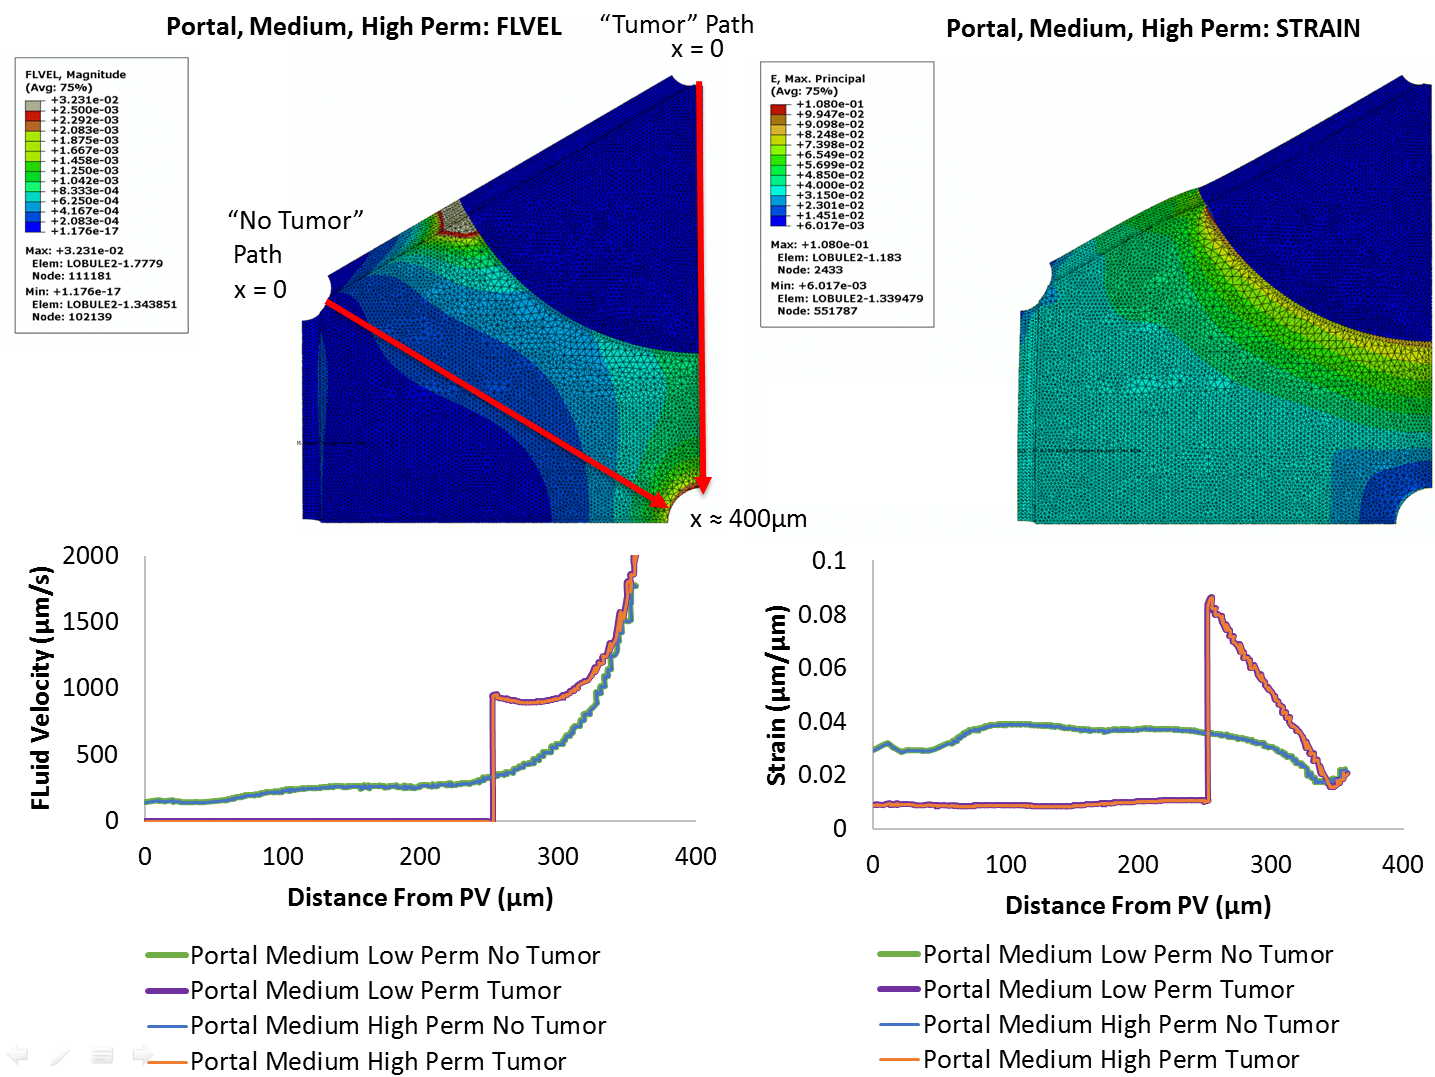 Portal, Medium, High Perm: FLVEL
“Tumor” Path
x = 0
Portal, Medium, High Perm: STRAIN
FLVEL, Magnitude
(Avg: 75%)
+3.231e-02
+2.500e-03
+2.292e-03
+2.083e-03
+1.875e-03
+1.667e-03
+1.458e-03
+1.250e-03
+1.042e-03
+8.333e-04
+6.250e-04
+4.167e-04
+2.083e-04
+1.176e-17
Max: +3.231e-02
Elem: LOBULE2-1.7779
Node: 111181
Min: +1.176e-17
Elem: LOBULE2-1.343851
Node: 102139
“No Tumor”
Path
x = 0
x ≈ 400µm
E, Max. Principal
(Avg: 75%)
+1.080e-01
+9.947e-02
+9.098e-02
+8.248e-02
+7.398e-02
+6.549e-02
+5.699e-02
+4.850e-02
+4.000e-02
+3.150e-02
+2.301e-02
+1.451e-02
+6.017e-03
Max: +1.080e-01
Elem: LOBULE2-1.183
Node: 2433
Min: +6.017e-03
Elem: LOBULE2-1.339479
Node: 551787
FLuid Velocity (µm/s)
2000
1500
1000
500
0
0 100 200 300 400
Distance From PV (µm)
Portal Medium Low Perm No Tumor
Portal Medium Low Perm Tumor
Portal Medium High Perm No Tumor
Portal Medium High Perm Tumor
Strain (µm/µm)
0.1
0.08
0.06
0.04
0.02
0
0 100 200 300 400
Distance From PV (µm)
Portal Medium Low Perm No Tumor
Portal Medium Low Perm Tumor
Portal Medium High Perm No Tumor
Portal Medium High Perm Tumor